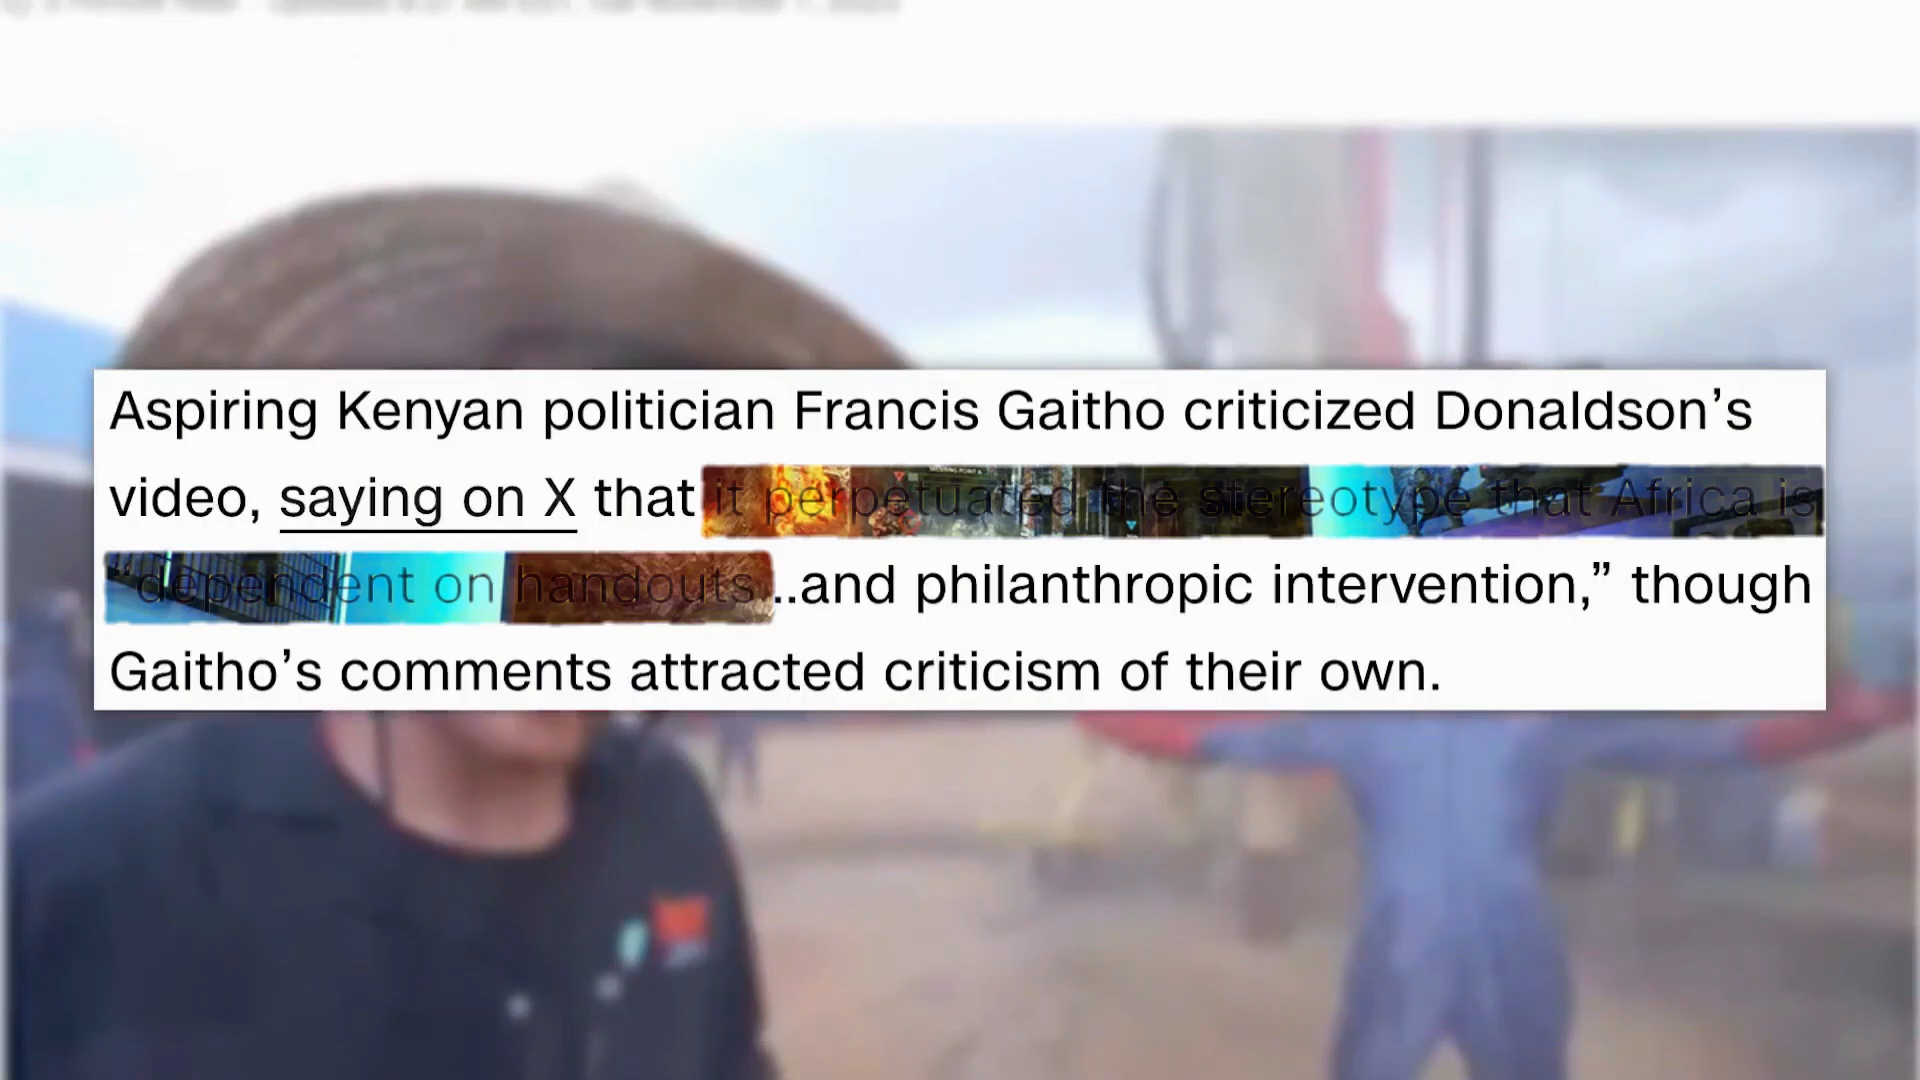 Aspiring Kenyan politician Francis Gaitho criticized Donaldson’s
video, saying on X that it perpetuated the stereotype that Africa is
“dependent on handouts...and philanthropic intervention,” though
Gaitho’s comments attracted criticism of their own.